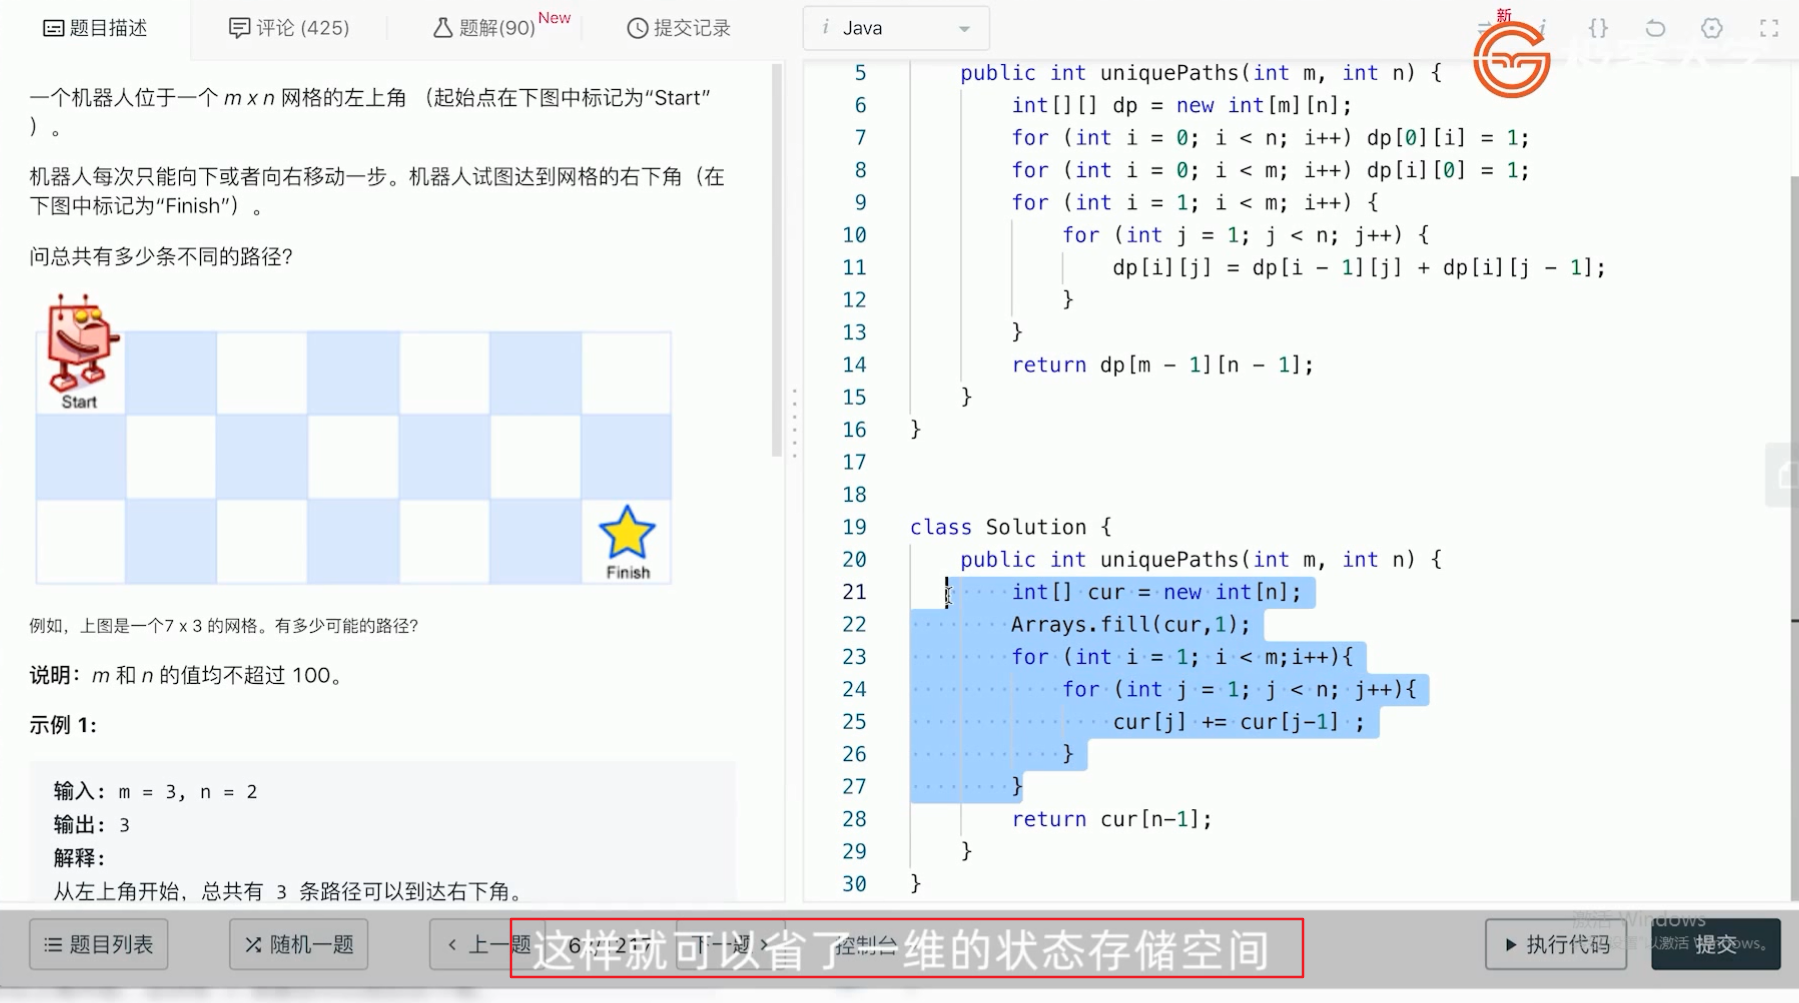 题目描述
评论 (425)
题解(90)
New
提交记录
i Java
新
一个机器人位于一个 m x n 网格的左上角 （起始点在下图中标记为“Start”
）。
机器人每次只能向下或者向右移动一步。机器人试图达到网格的右下角（在
下图中标记为“Finish”）。
问总共有多少条不同的路径？
Start
Finish
例如，上图是一个7 x 3 的网格。有多少可能的路径？
说明：m 和 n 的值均不超过 100。
示例 1:
输入: m = 3, n = 2
输出: 3
解释:
从左上角开始，总共有 3 条路径可以到达右下角。
5 public int uniquePaths(int m, int n) {
6 int[][] dp = new int[m][n];
7 for (int i = 0; i < n; i++) dp[0][i] = 1;
8 for (int i = 0; i < m; i++) dp[i][0] = 1;
9 for (int i = 1; i < m; i++) {
10 for (int j = 1; j < n; j++) {
11 dp[i][j] = dp[i - 1][j] + dp[i][j - 1];
12 }
13 }
14 return dp[m - 1][n - 1];
15 }
16 }
17
18
19 class Solution {
20 public int uniquePaths(int m, int n) {
21 int[] cur = new int[n];
22 Arrays.fill(cur,1);
23 for (int i = 1; i < m;i++){
24 for (int j = 1; j < n; j++){
25 cur[j] += cur[j-1] ;
26 }
27 }
28 return cur[n-1];
29 }
30 }
题目列表
随机一题
上一题
下一题
控制台
这样就可以省了一维的状态存储空间
执行代码
提交
激活 Windows